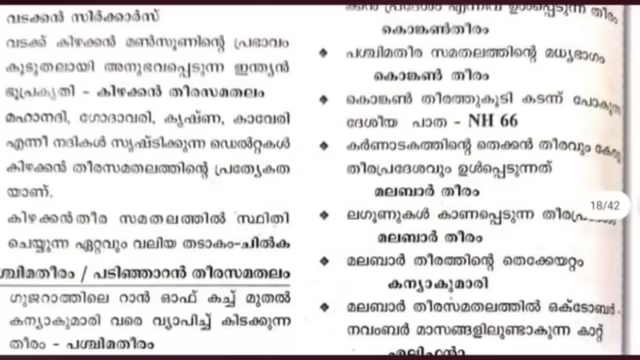 വടക്കൻ സിർക്കാർസ്
വടക്ക് കിഴക്കൻ മൺസൂണിന്റെ പ്രഭാവം
കൂടുതലായി അനുഭവപ്പെടുന്ന ഇന്ത്യൻ
ഭൂപ്രകൃതി - കിഴക്കൻ തീരസമതലം
മഹാനദി, ഗോദാവരി, കൃഷ്ണ, കാവേരി
എന്നീ നദികൾ സൃഷ്ടിക്കുന്ന ഡെൽറ്റകൾ
കിഴക്കൻ തീരസമതലത്തിന്റെ പ്രത്യേകത
യാണ്.
കിഴക്കൻതീര സമതലത്തിൽ സ്ഥിതി
ചെയ്യുന്ന ഏറ്റവും വലിയ തടാകം-ചിൽക
ശ്ചിമതീരം / പടിഞ്ഞാറൻ തീരസമതലം
ഗുജറാത്തിലെ റാൻ ഓഫ് കച്ച് മുതൽ
കന്യാകുമാരി വരെ വ്യാപിച്ച് കിടക്കുന്ന
തീരം - പശ്ചിമതീരം
പ്രദേശം എന്നിവ ഉൾപ്പെടുന്ന തീരം
കൊങ്കൺതീരം
❖ പശ്ചിമതീര സമതലത്തിന്റെ മധ്യഭാഗം
കൊങ്കൺ തീരം
❖ കൊങ്കൺ തീരത്തുകൂടി കടന്ന് പോകുന്ന
ദേശീയ പാത - NH 66
❖ കർണാടകത്തിന്റെ തെക്കൻ തീരവും
തീരപ്രദേശവും ഉൾപ്പെടുന്നത്
മലബാർ തീരം
❖ ലഗൂണുകൾ കാണപ്പെടുന്ന
മലബാർ തീരം
❖ മലബാർ തീരത്തിന്റെ തെക്കേയറ്റം
കന്യാകുമാരി
❖ മലബാർ തീരസമതലത്തിൽ ഒക്ടോബർ-
നവംബർ മാസങ്ങളിലുണ്ടാകുന്ന കാറ്റ്
18/42